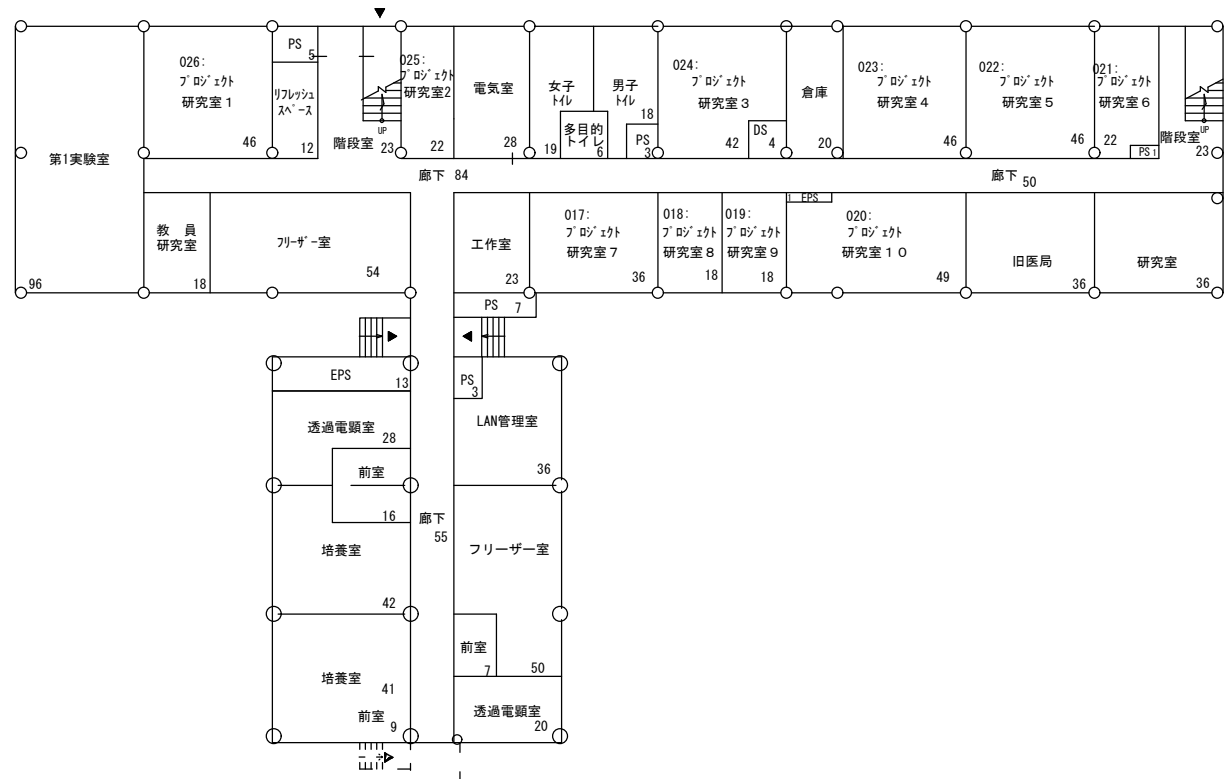 第1実験室
96
026:
ﾌﾟﾛｼﾞｪｸﾄ
研究室１
46
PS
5
ﾘﾌﾚｯｼｭ
ｽﾍﾟｰｽ
12
UP
階段室
23
025:
ﾌﾟﾛｼﾞｪｸﾄ
研究室2
22
電気室
28
女子
ﾄｲﾚ
19
男子
ﾄｲﾚ
18
多目的
トイレ
6
PS
3
024:
ﾌﾟﾛｼﾞｪｸﾄ
研究室３
42
DS
4
倉庫
20
023:
ﾌﾟﾛｼﾞｪｸﾄ
研究室４
46
022:
ﾌﾟﾛｼﾞｪｸﾄ
研究室５
46
021:
ﾌﾟﾛｼﾞｪｸﾄ
研究室６
22
PS 1
UP
階段室
23
廊下 84
廊下
50
教　員
研究室
18
ﾌﾘｰｻﾞｰ室
54
工作室
23
017:
ﾌﾟﾛｼﾞｪｸﾄ
研究室７
36
018:
ﾌﾟﾛｼﾞｪｸﾄ
研究室８
18
019:
ﾌﾟﾛｼﾞｪｸﾄ
研究室９
18
1 EPS
020:
ﾌﾟﾛｼﾞｪｸﾄ
研究室１０
49
旧医局
36
研究室
36
PS 7
EPS
13
PS
3
透過電顕室
28
LAN管理室
36
前室
16
廊下
55
培養室
42
フリーザー室
50
前室
7
培養室
41
前室
9
透過電顕室
20